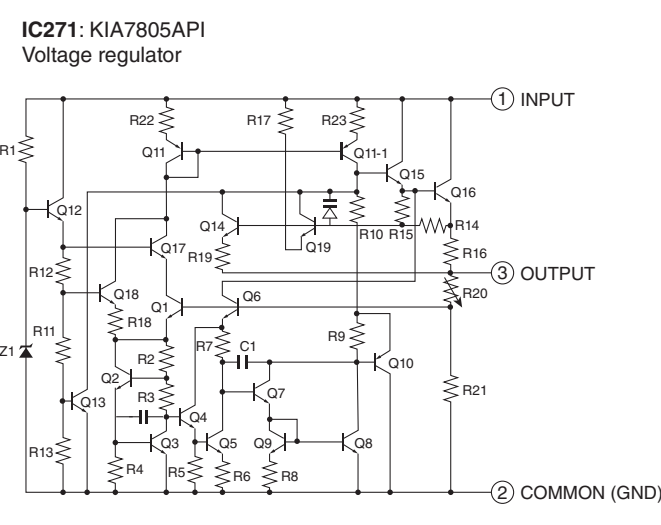 IC271: KIA7805API
Voltage regulator
1 INPUT
R22
R17
R23
R1
Q11
Q11-1
Q15
Q16
Q12
Q14
Q19
R10
R15
R14
Q17
R19
R16
R12
3 OUTPUT
Q18
Q1
Q6
R20
R18
R11
R7
C1
R9
Z1
R2
Q10
Q2
R3
Q7
R21
Q13
Q4
Q3
Q5
Q9
Q8
R13
R4
R5
R6
R8
2 COMMON (GND)